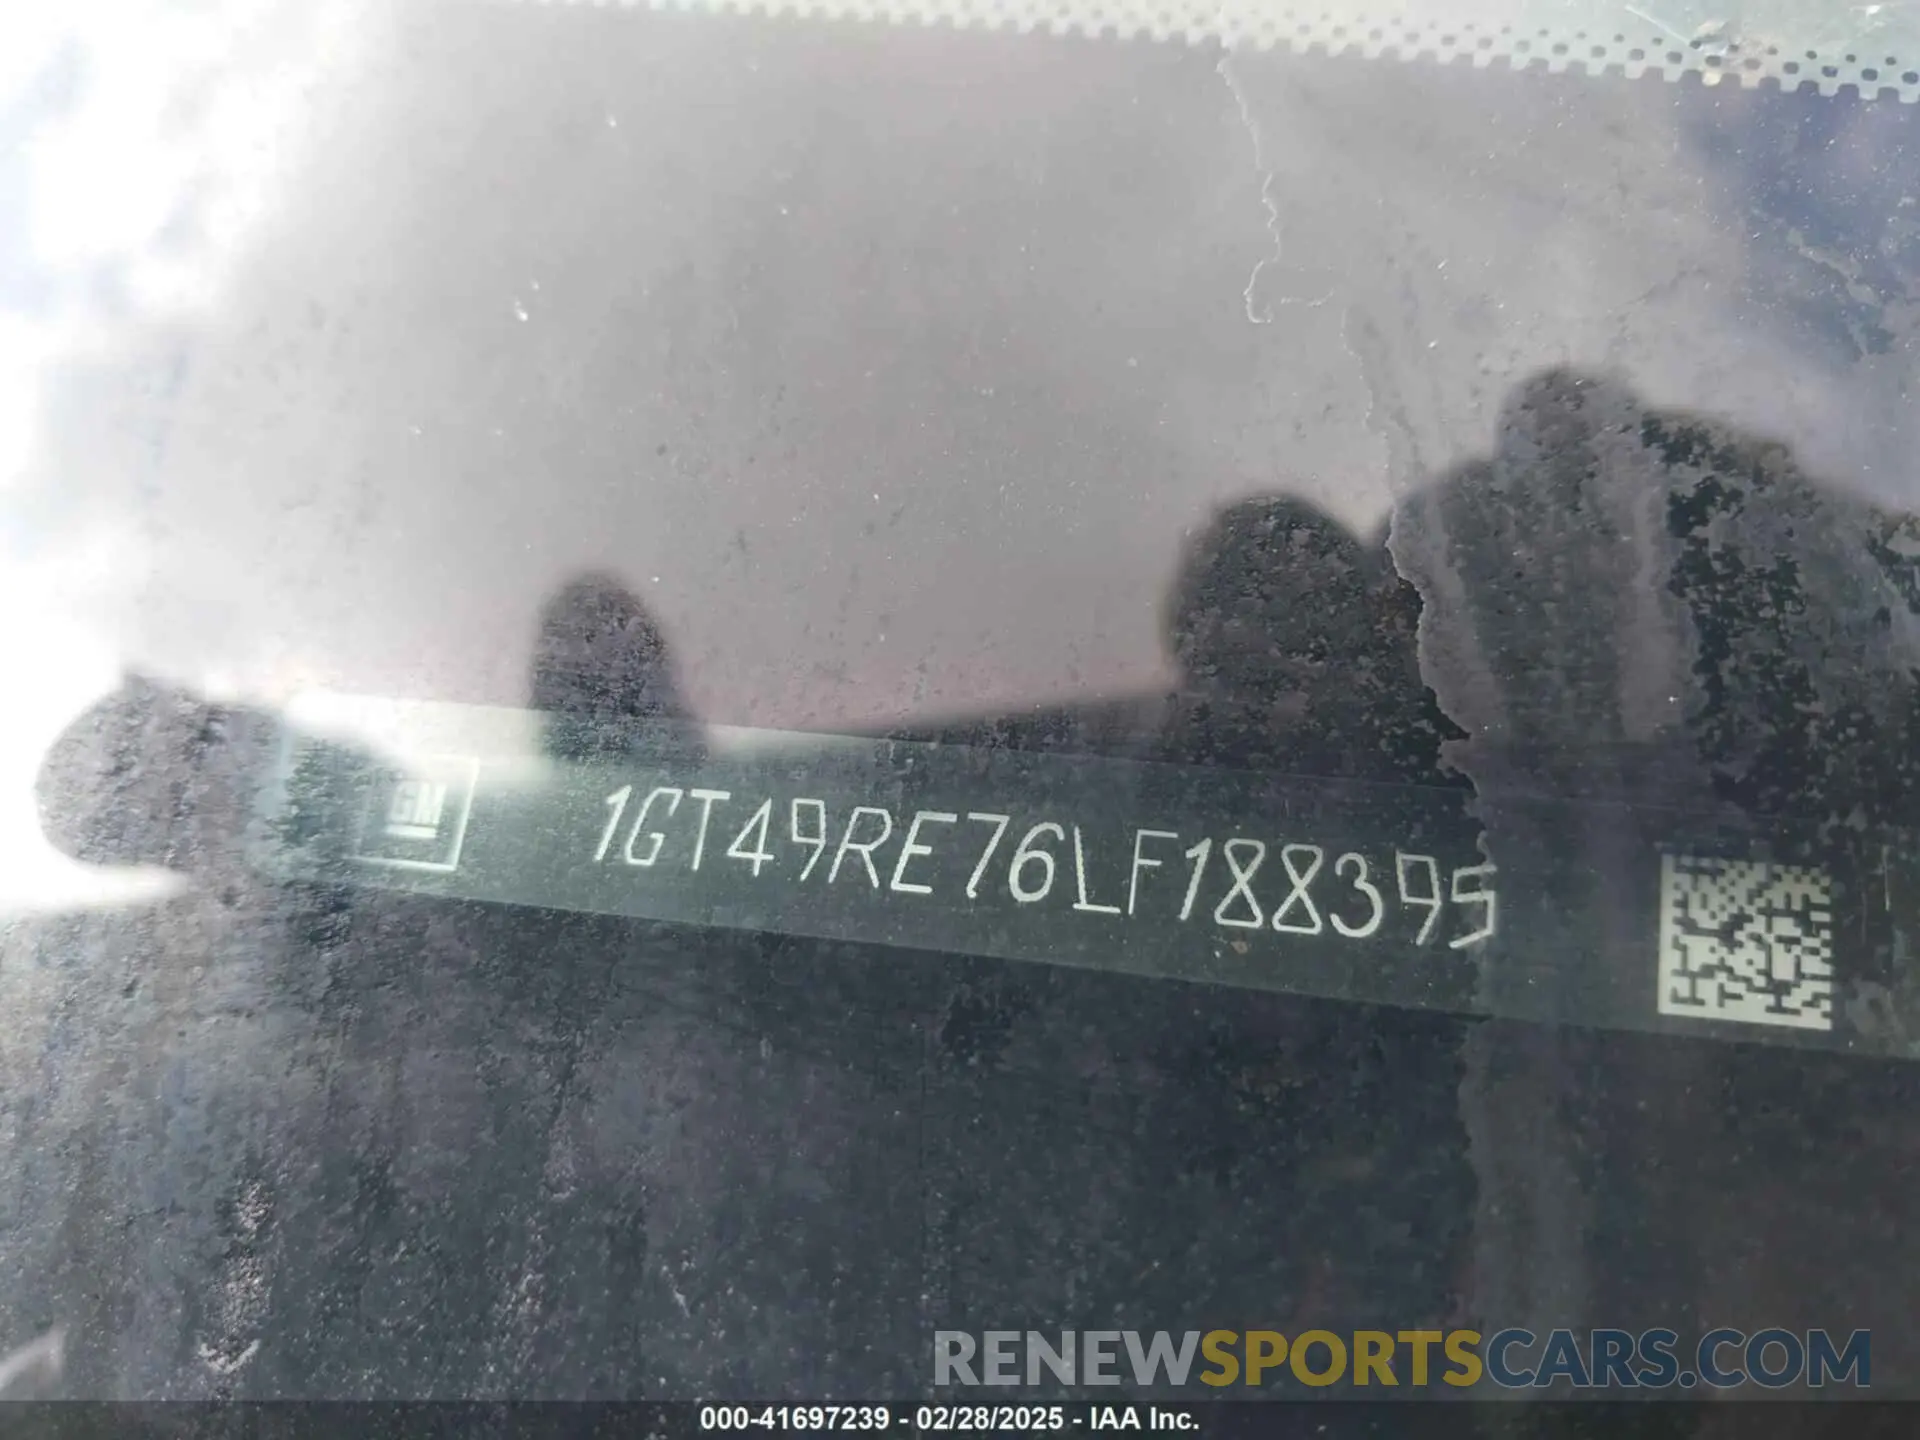 GM
1GT49RE76LF188395
RENEWSPORTSCARS.COM
000-41697239 - 02/28/2025 - IAA Inc.